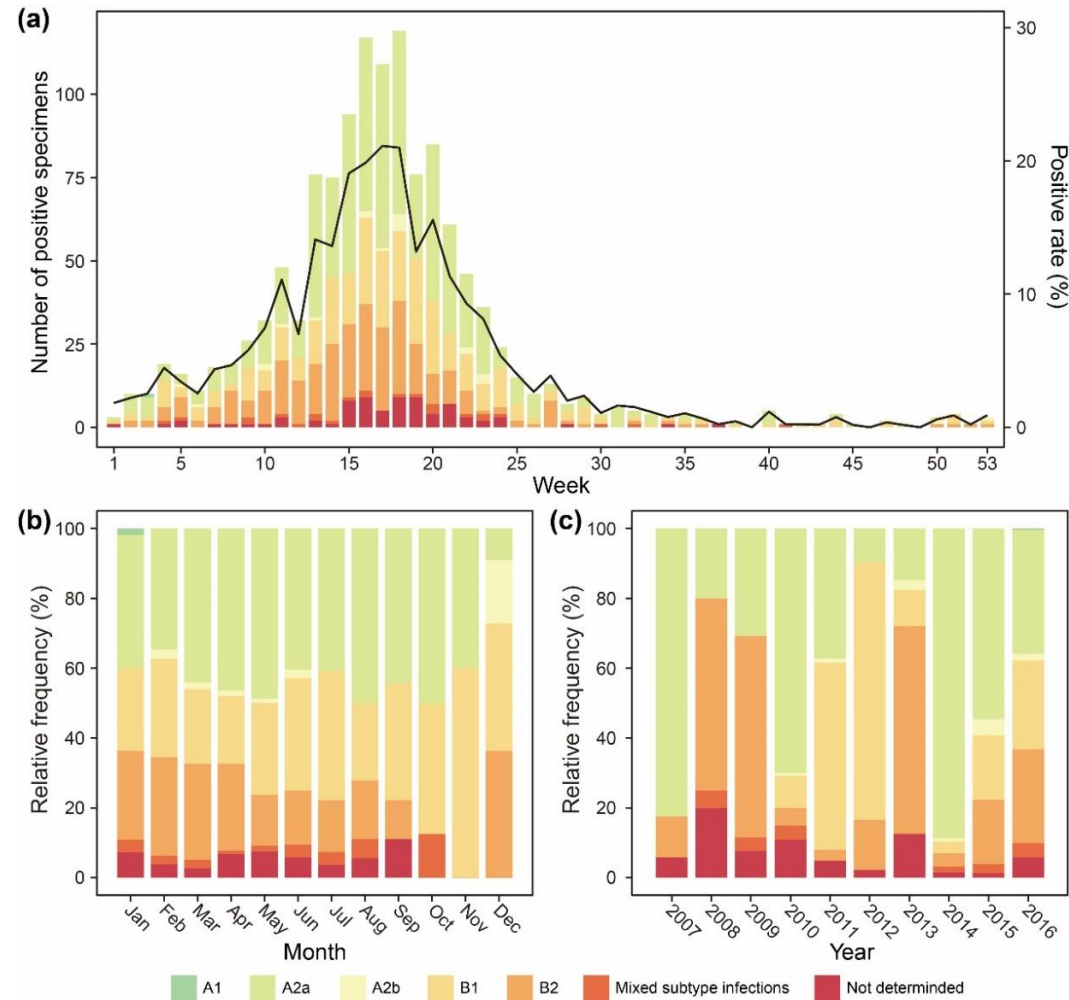 (a)
Number of positive specimens
100
75
50
25
0
30
20
10
0
Positive rate (%)
1 5 10 15 20 25 30 35 40 45 50 53
Week
(b)
Relative frequency (%)
100
80
60
40
20
0
Jan Feb Mar Apr May Jun Jul Aug Sep Oct Nov Dec
Month
(c)
Relative frequency (%)
100
80
60
40
20
0
2007 2008 2009 2010 2011 2012 2013 2014 2015 2016
Year
A1 A2a A2b B1 B2 Mixed subtype infections Not determinded